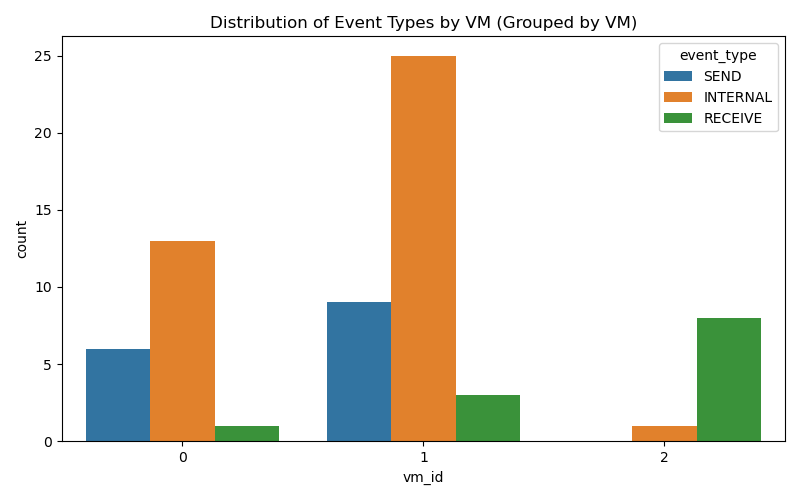 Distribution of Event Types by VM (Grouped by VM)
event_type
SEND
INTERNAL
RECEIVE
count
25
20
15
10
5
0
0 1 2
vm_id